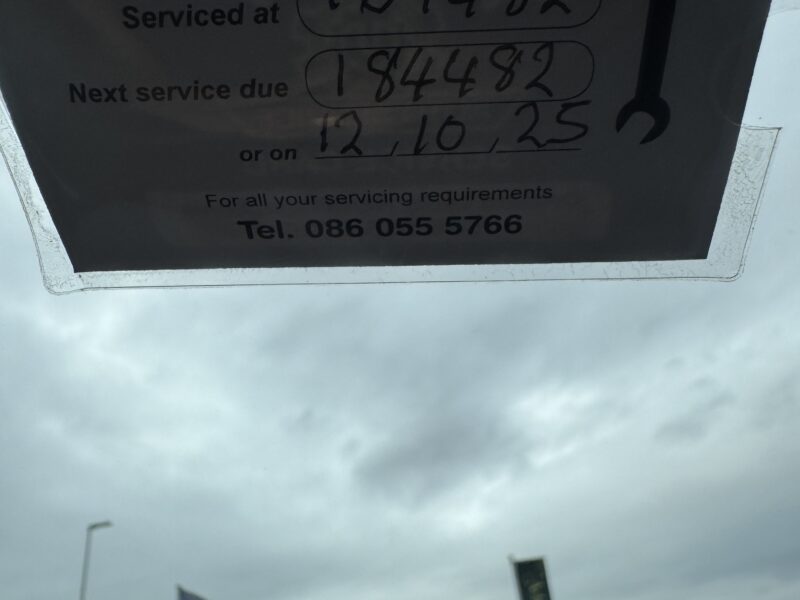 Serviced at
Next service due 184482
or on 12, 10, 25
For all your servicing requirements
Tel. 086 055 5766